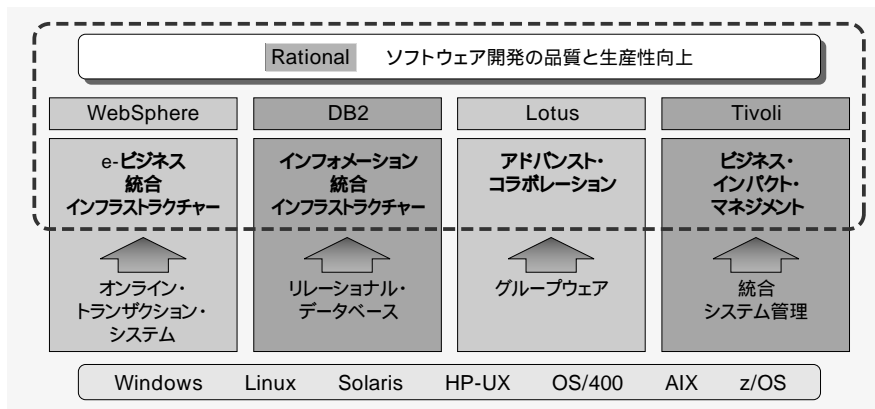 Rational ソフトウェア開発の品質と生産性向上
WebSphere
DB2
Lotus
Tivoli
e-ビジネス
統合
インフラストラクチャー
インフォメーション
統合
インフラストラクチャー
アドバンスト・
コラボレーション
ビジネス・
インパクト・
マネジメント
オンライン・
トランザクション・
システム
リレーショナル・
データベース
グループウェア
統合
システム管理
Windows Linux Solaris HP-UX OS/400 AIX z/OS